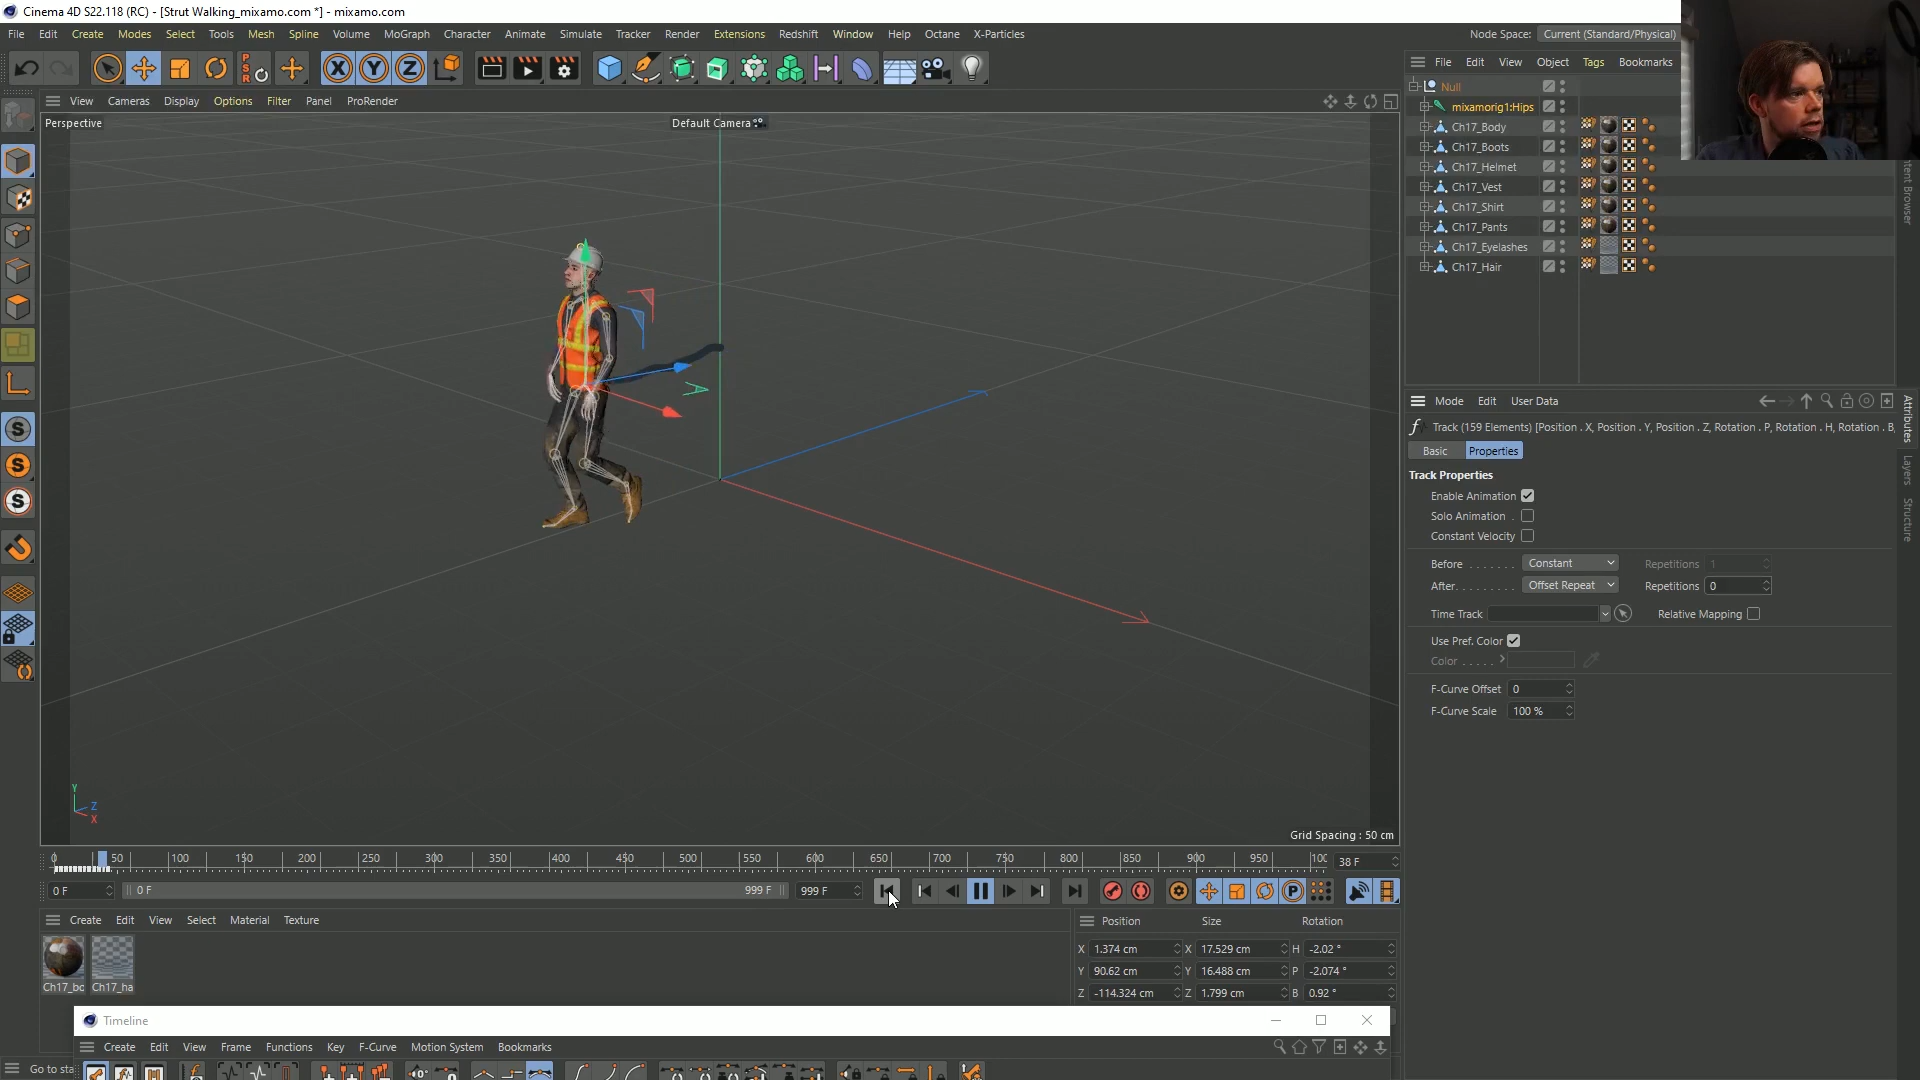 Cinema 4D S22.118 (RC) - [Strut Walking_mixamo.com *] - mixamo.com
File Edit Create Modes Select Tools Mesh Spline Volume MoGraph Character Animate Simulate Tracker Render Extensions Redshift Window Help Octane X-Particles Node Space: Current (Standard/Physical)
File Edit View Object Tags Bookmarks
View Cameras Display Options Filter Panel ProRender
Perspective
Default Camera
Null
mixamorig1:Hips
Ch17_Body
Ch17_Boots
Ch17_Helmet
Ch17_Vest
Ch17_Shirt
Ch17_Pants
Ch17_Eyelashes
Ch17_Hair
Mode Edit User Data
Track (159 Elements) [Position . X, Position . Y, Position . Z, Rotation . P, Rotation . H, Rotation . B,
Basic Properties
Track Properties
Enable Animation
Solo Animation .
Constant Velocity
Before . . . . . . . Constant Repetitions 1
After. . . . . . . . . Offset Repeat Repetitions 0
Time Track Relative Mapping
Use Pref. Color
Color . . . . .
F-Curve Offset 0
F-Curve Scale 100 %
Attributes
Layers
Structure
Y
Z
X
Grid Spacing : 50 cm
0 50 100 150 200 250 300 350 400 450 500 550 600 650 700 750 800 850 900 950 100 38 F
0 F 0 F 999 F 999 F
Create Edit View Select Material Texture
Ch17_bo Ch17_ha
Position Size Rotation
X 1.374 cm X 17.529 cm H -2.02 °
Y 90.62 cm Y 16.488 cm P -2.074 °
Z -114.324 cm Z 1.799 cm B 0.92 °
Timeline
Create Edit View Frame Functions Key F-Curve Motion System Bookmarks
Go to sta